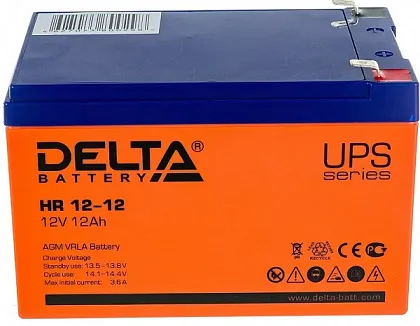 DELTA®
BATTERY
UPS
series
HR 12-12
12V 12Ah
AGM VRLA Battery
Charge Voltage
Standby use: 13.5-13.8V
Cycle use: 14.1-14.4V
Max initial current: 3.6A
www.delta-batt.com